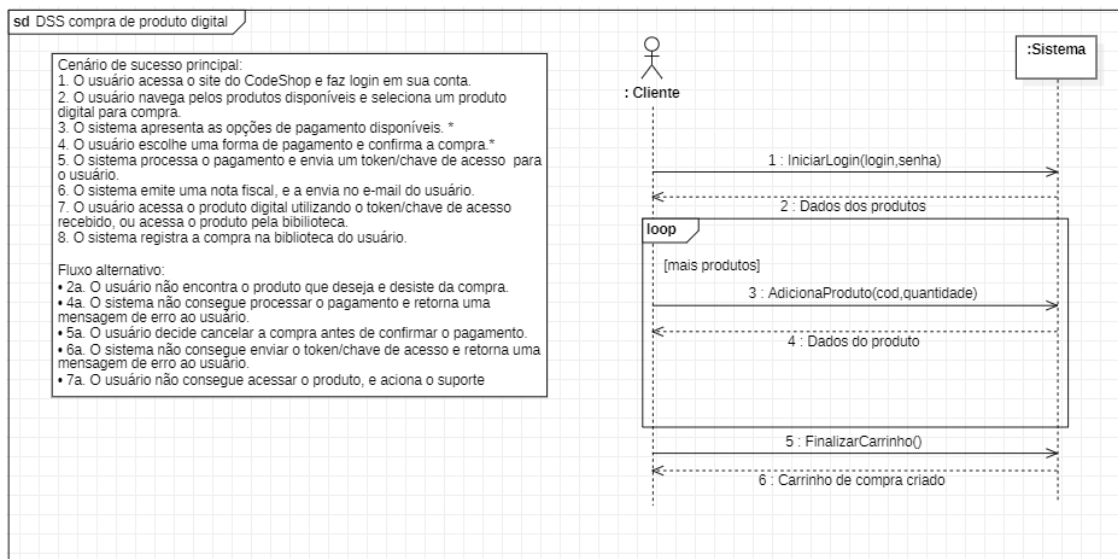 sd DSS compra de produto digital
Cenário de sucesso principal:
1. O usuário acessa o site do CodeShop e faz login em sua conta.
2. O usuário navega pelos produtos disponíveis e seleciona um produto
digital para compra.
3. O sistema apresenta as opções de pagamento disponíveis. *
4. O usuário escolhe uma forma de pagamento e confirma a compra.*
5. O sistema processa o pagamento e envia um token/chave de acesso para
o usuário.
6. O sistema emite uma nota fiscal, e a envia no e-mail do usuário.
7. O usuário acessa o produto digital utilizando o token/chave de acesso
recebido, ou acessa o produto pela bibilioteca.
8. O sistema registra a compra na biblioteca do usuário.
Fluxo alternativo:
• 2a. O usuário não encontra o produto que deseja e desiste da compra.
• 4a. O sistema não consegue processar o pagamento e retorna uma
mensagem de erro ao usuário.
• 5a. O usuário decide cancelar a compra antes de confirmar o pagamento.
• 6a. O sistema não consegue enviar o token/chave de acesso e retorna uma
mensagem de erro ao usuário.
• 7a. O usuário não consegue acessar o produto, e aciona o suporte
: Cliente
:Sistema
1 : IniciarLogin(login,senha)
2 : Dados dos produtos
loop
[mais produtos]
3 : AdicionaProduto(cod,quantidade)
4 : Dados do produto
5 : FinalizarCarrinho()
6 : Carrinho de compra criado